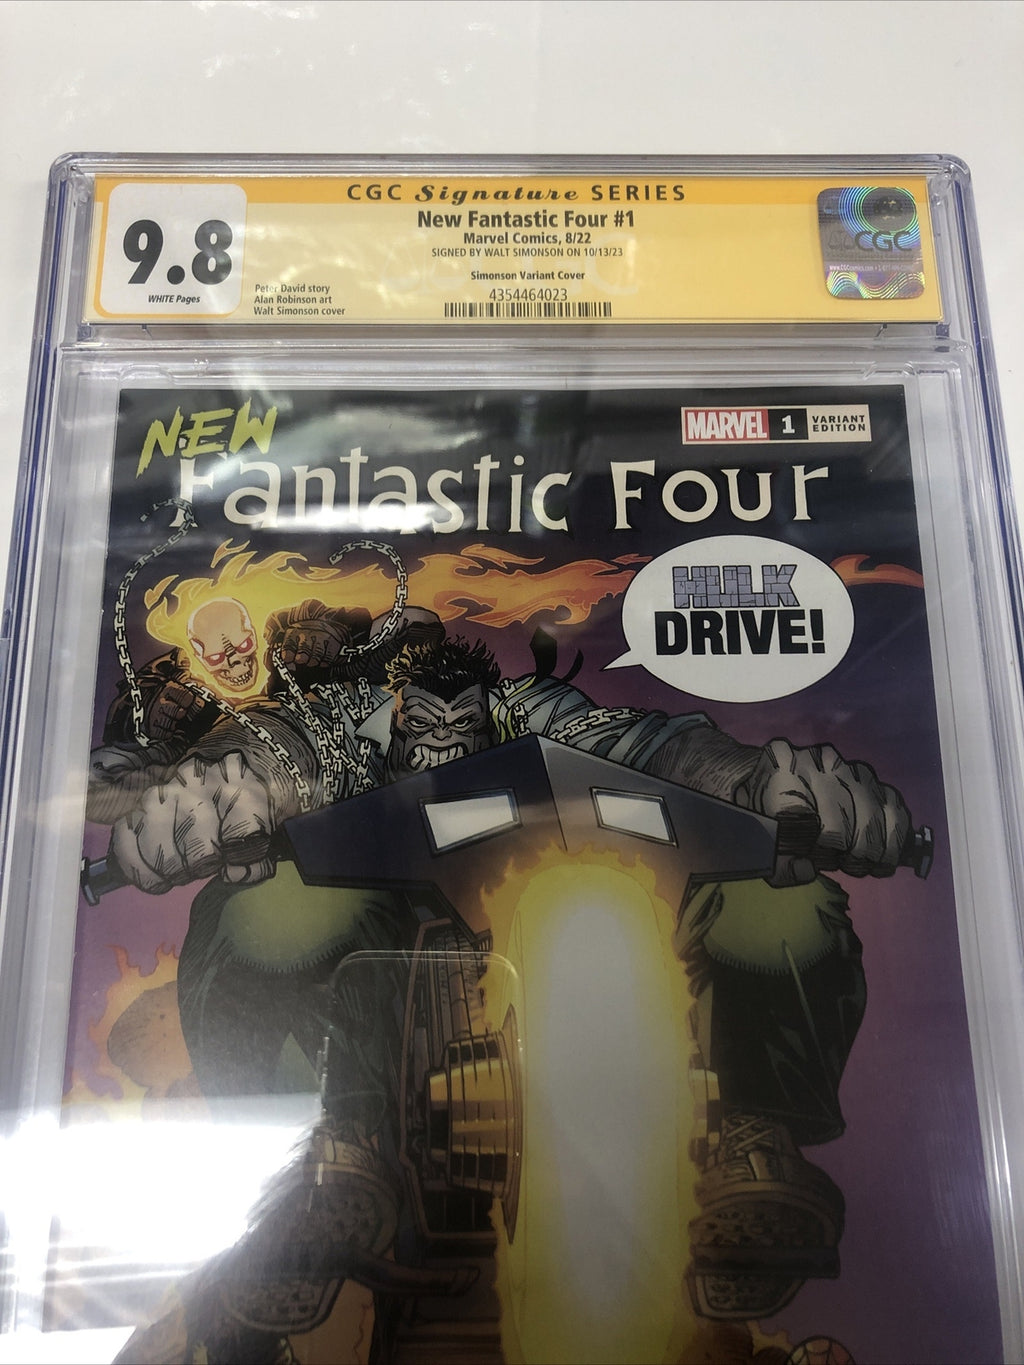 CGC Signature SERIES
9.8
WHITE Pages
New Fantastic Four #1
Marvel Comics, 8/22
SIGNED BY WALT SIMONSON ON 10/13/23
Simonson Variant Cover
4354464023
Peter David story
Alan Robinson art
Walt Simonson cover
CGC
NEW
Fantastic Four
MARVEL 1 VARIANT
EDITION
HULK
DRIVE!